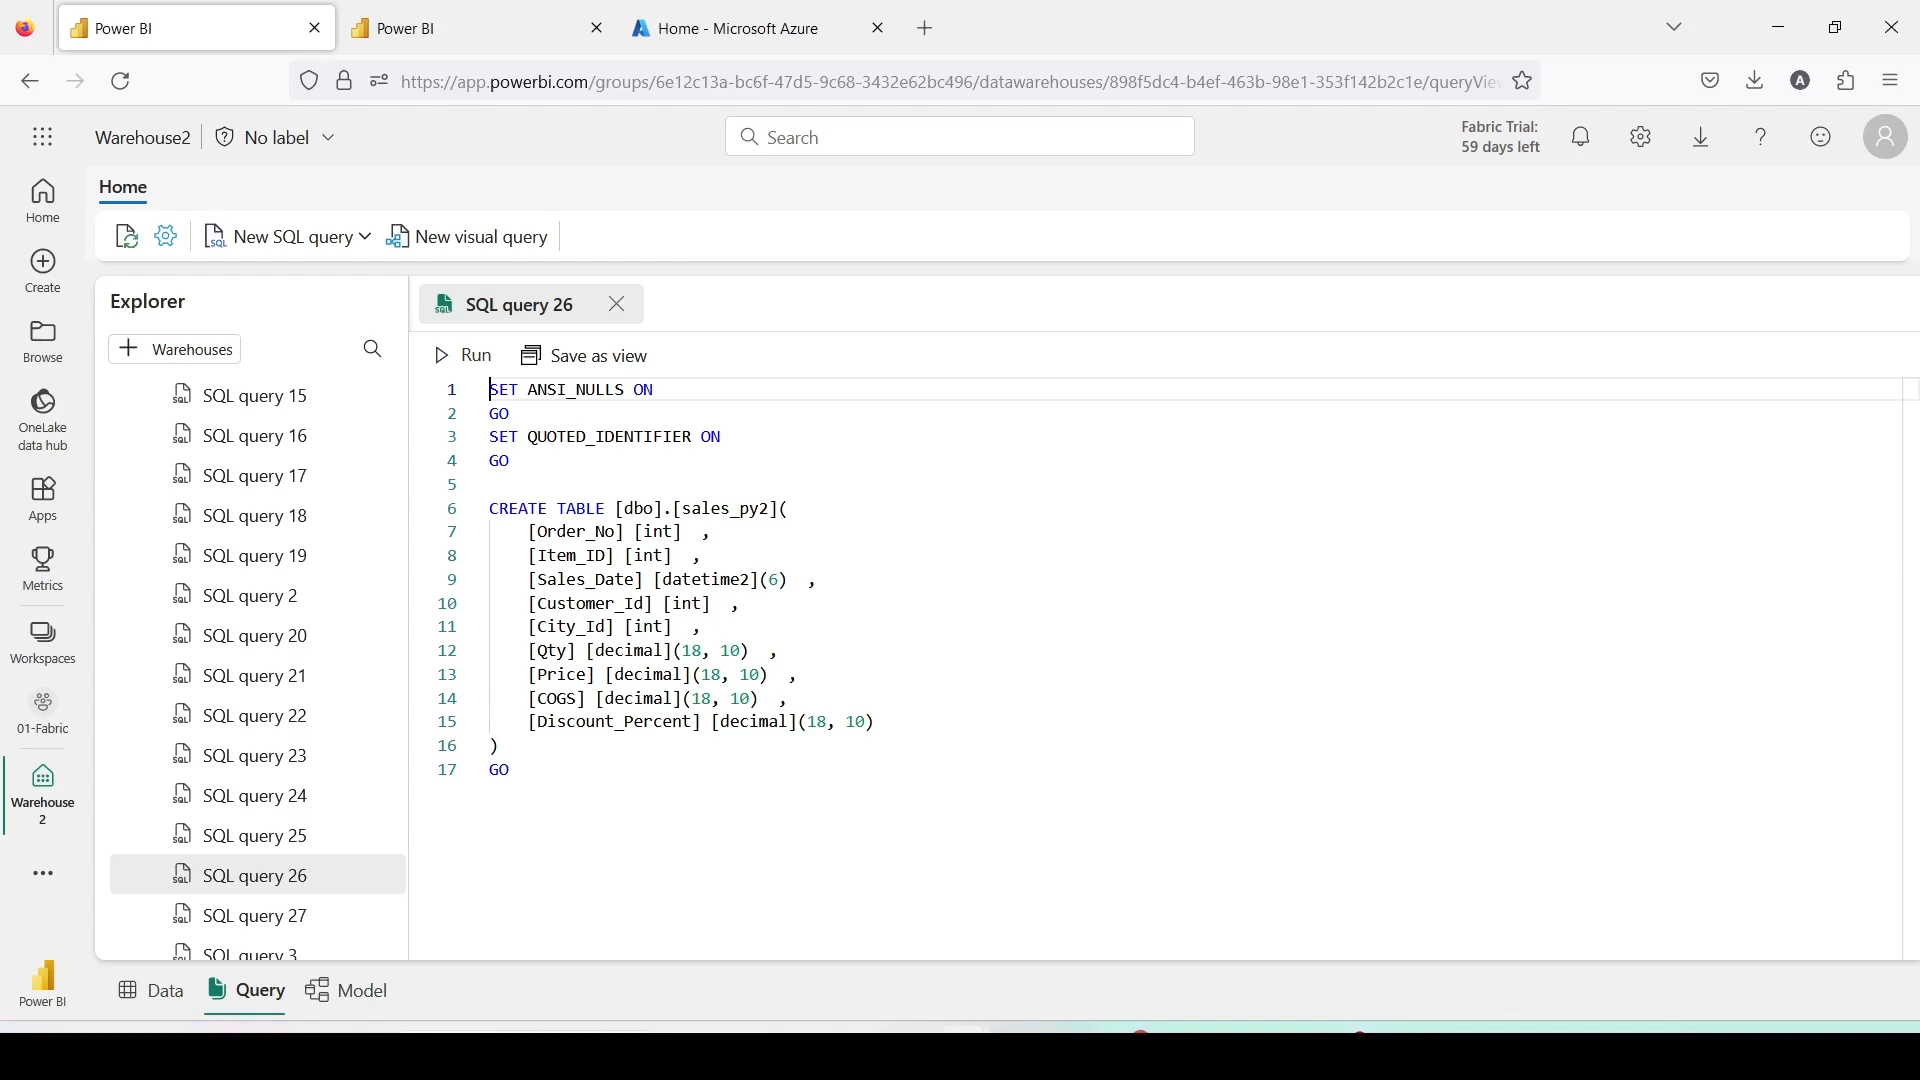 Power BI
Power BI
Home - Microsoft Azure
https://app.powerbi.com/groups/6e12c13a-bc6f-47d5-9c68-3432e62bc496/datawarehouses/898f5dc4-b4ef-463b-98e1-353f142b2c1e/queryVie
A
Warehouse2
No label
Search
Fabric Trial:
59 days left
Home
New SQL query
New visual query
Home
Create
Browse
OneLake
data hub
Apps
Metrics
Workspaces
01-Fabric
Warehouse
2
Power BI
Explorer
Warehouses
SQL query 15
SQL query 16
SQL query 17
SQL query 18
SQL query 19
SQL query 2
SQL query 20
SQL query 21
SQL query 22
SQL query 23
SQL query 24
SQL query 25
SQL query 26
SQL query 27
SQL query 3
SQL query 26
Run
Save as view
1 SET ANSI_NULLS ON
2 GO
3 SET QUOTED_IDENTIFIER ON
4 GO
5
6 CREATE TABLE [dbo].[sales_py2](
7 [Order_No] [int] ,
8 [Item_ID] [int] ,
9 [Sales_Date] [datetime2](6) ,
10 [Customer_Id] [int] ,
11 [City_Id] [int] ,
12 [Qty] [decimal](18, 10) ,
13 [Price] [decimal](18, 10) ,
14 [COGS] [decimal](18, 10) ,
15 [Discount_Percent] [decimal](18, 10)
16 )
17 GO
Data
Query
Model